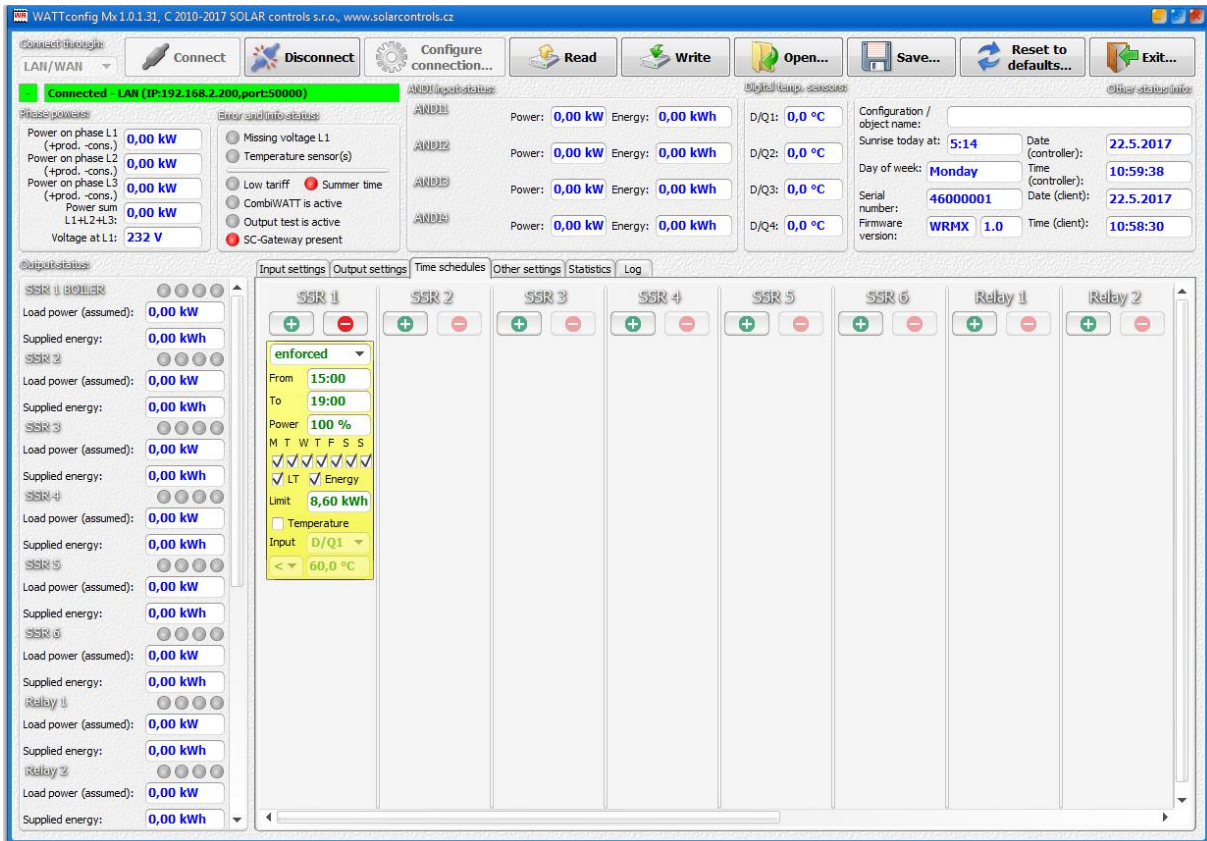 WATTconfig Mx 1.0.1.31, C 2010-2017 SOLAR controls s.r.o., www.solarcontrols.cz
Connect through:
LAN/WAN
Connect
Disconnect
Configure
connection...
Read
Write
Open...
Save...
Reset to
defaults...
Exit...
- Connected - LAN (IP:192.168.2.200,port:50000)
Phase powers:
Power on phase L1
(+prod. -cons.) 0,00 kW
Power on phase L2
(+prod. -cons.) 0,00 kW
Power on phase L3
(+prod. -cons.) 0,00 kW
Power sum
L1+L2+L3: 0,00 kW
Voltage at L1: 232 V
Error and info status:
Missing voltage L1
Temperature sensor(s)
Low tariff Summer time
CombiWATT is active
Output test is active
SC-Gateway present
ANDI input status:
ANDI1
Power: 0,00 kW Energy: 0,00 kWh
ANDI2
Power: 0,00 kW Energy: 0,00 kWh
ANDI3
Power: 0,00 kW Energy: 0,00 kWh
ANDI4
Power: 0,00 kW Energy: 0,00 kWh
Digital temp. sensors:
D/Q1: 0,0 °C
D/Q2: 0,0 °C
D/Q3: 0,0 °C
D/Q4: 0,0 °C
Other status info:
Configuration /
object name:
Sunrise today at: 5:14
Day of week: Monday
Serial
number: 46000001
Firmware
version: WRMX 1.0
Date
(controller): 22.5.2017
Time
(controller): 10:59:38
Date (client): 22.5.2017
Time (client): 10:58:30
Output status:
SSR 1 BOILER
Load power (assumed): 0,00 kW
Supplied energy: 0,00 kWh
SSR 2
Load power (assumed): 0,00 kW
Supplied energy: 0,00 kWh
SSR 3
Load power (assumed): 0,00 kW
Supplied energy: 0,00 kWh
SSR 4
Load power (assumed): 0,00 kW
Supplied energy: 0,00 kWh
SSR 5
Load power (assumed): 0,00 kW
Supplied energy: 0,00 kWh
SSR 6
Load power (assumed): 0,00 kW
Supplied energy: 0,00 kWh
Relay 1
Load power (assumed): 0,00 kW
Supplied energy: 0,00 kWh
Relay 2
Load power (assumed): 0,00 kW
Supplied energy: 0,00 kWh
Input settings Output settings Time schedules Other settings Statistics Log
SSR 1 SSR 2 SSR 3 SSR 4 SSR 5 SSR 6 Relay 1 Relay 2
enforced
From 15:00
To 19:00
Power 100 %
M T W T F S S
LT Energy
Limit 8,60 kWh
Temperature
Input D/Q1
< 60,0 °C